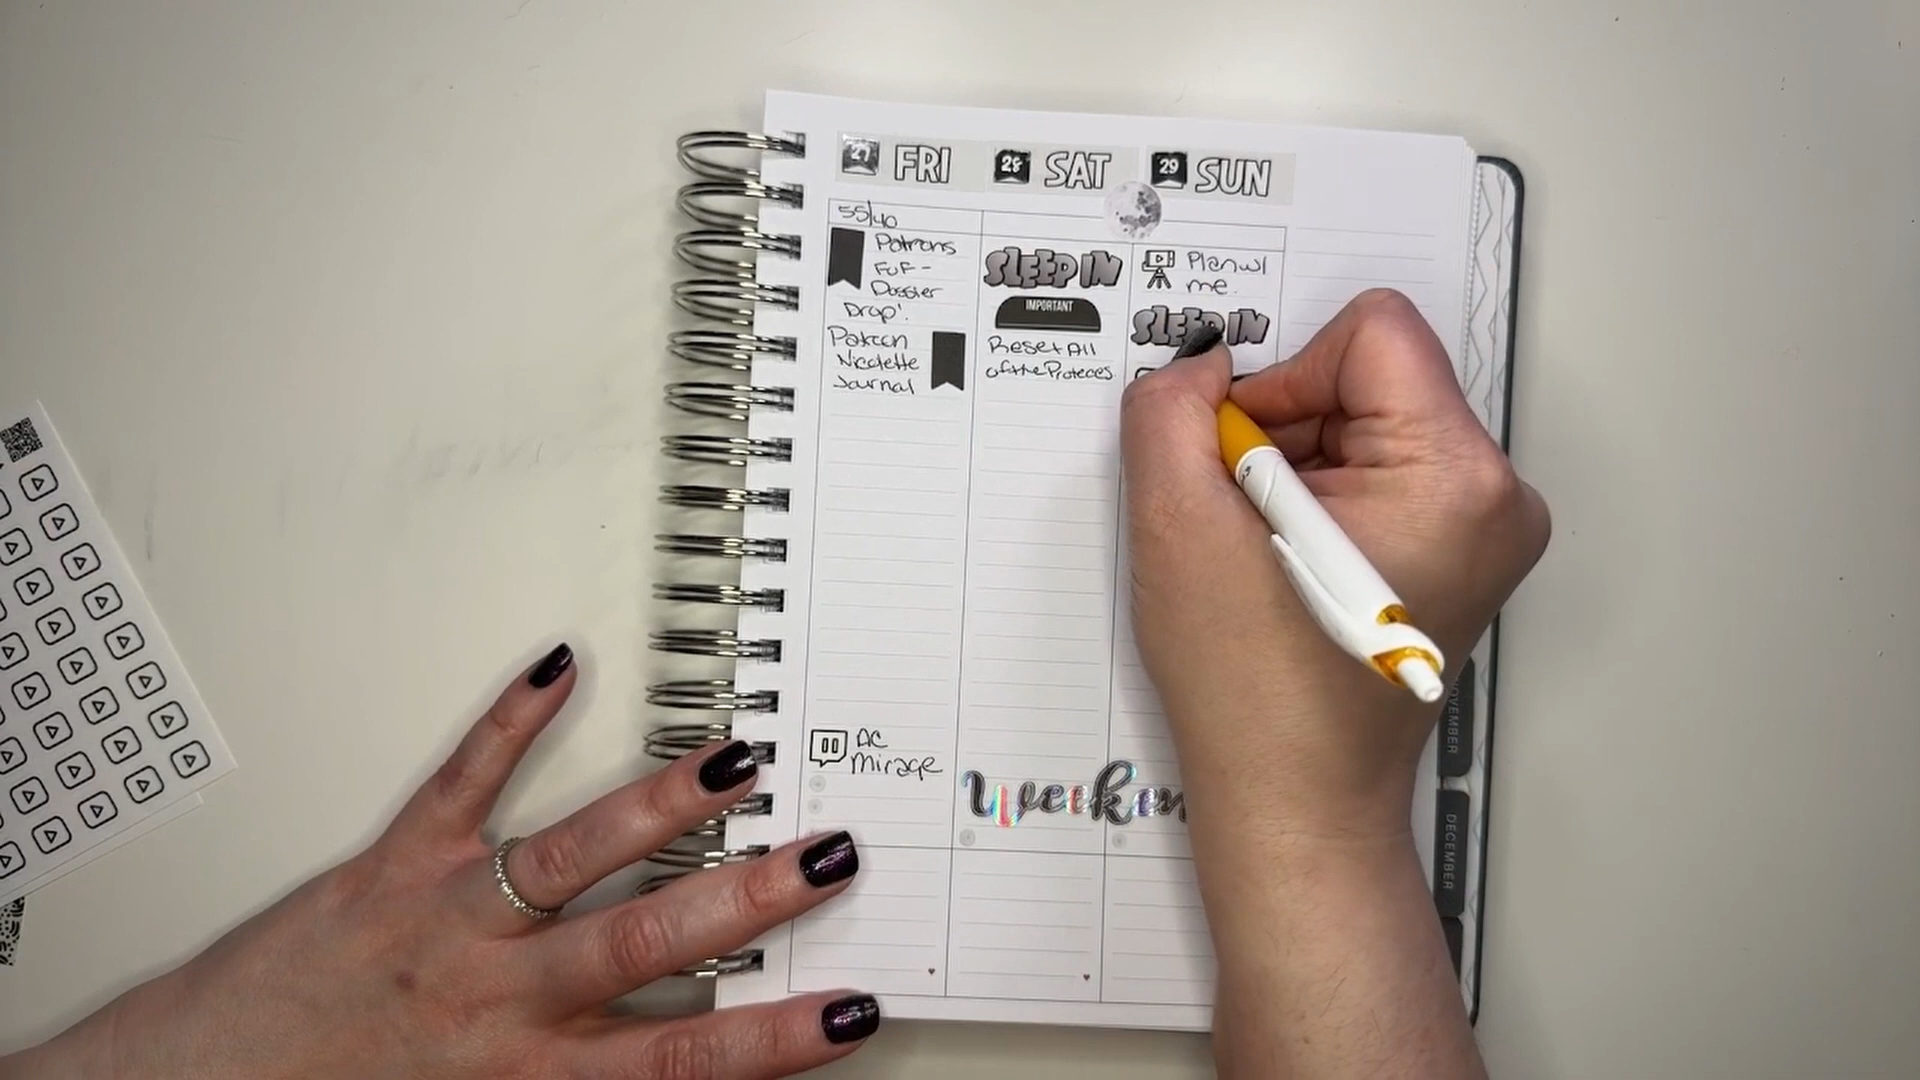 27 FRI
28 SAT
29 SUN
55/40
Patrons
FUF -
Dossier
Drop!
Patreon
Nicolette
Journal
AC
Mirage
SLEEP IN
IMPORTANT
Reset All
of the
Plan w/
me.
SLEEP IN
NOVEMBER
DECEMBER